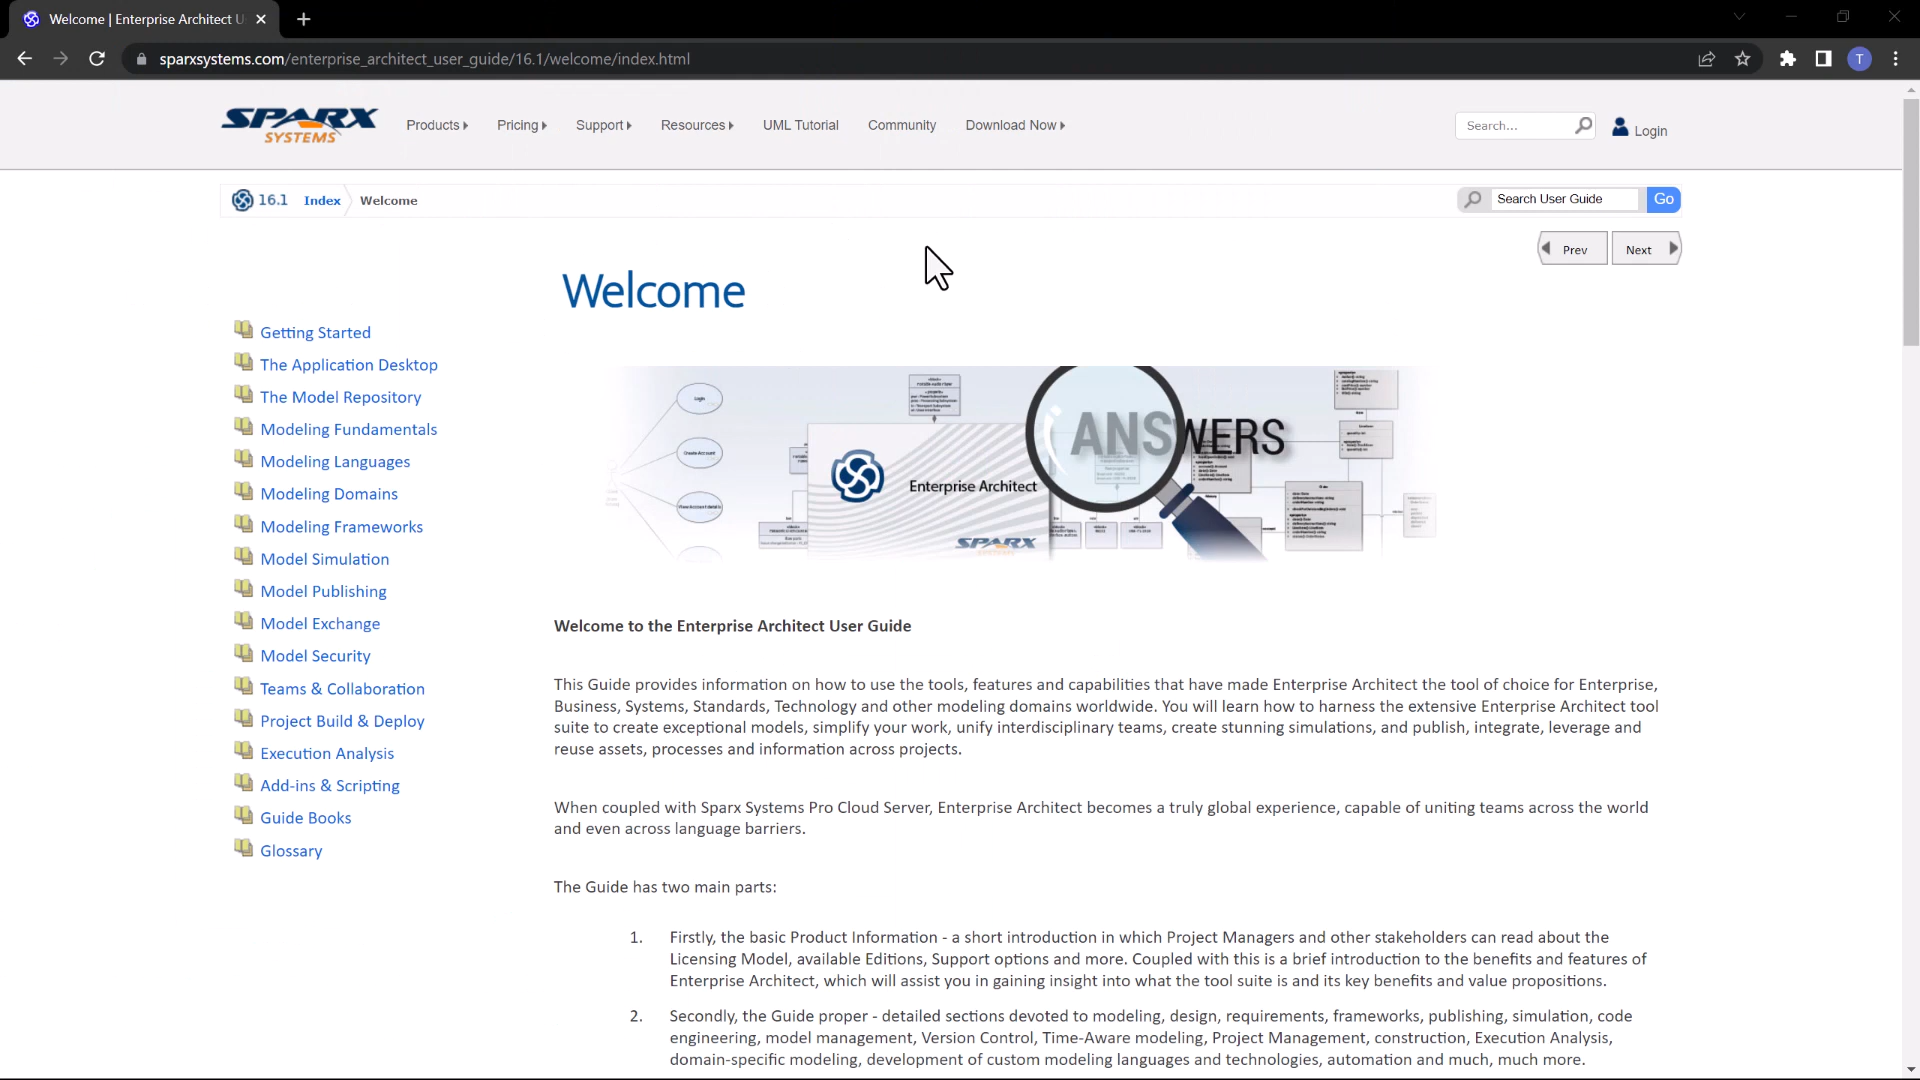 Welcome | Enterprise Architect U
sparxsystems.com/enterprise_architect_user_guide/16.1/welcome/index.html
T
SPARX
SYSTEMS
Products
Pricing
Support
Resources
UML Tutorial
Community
Download Now
Search...
Login
16.1
Index
Welcome
Search User Guide
Go
Prev
Next
Welcome
Getting Started
The Application Desktop
The Model Repository
Modeling Fundamentals
Modeling Languages
Modeling Domains
Modeling Frameworks
Model Simulation
Model Publishing
Model Exchange
Model Security
Teams & Collaboration
Project Build & Deploy
Execution Analysis
Add-ins & Scripting
Guide Books
Glossary
Login
Create Account
ANSWERS
Enterprise Architect
SPARX
Welcome to the Enterprise Architect User Guide
This Guide provides information on how to use the tools, features and capabilities that have made Enterprise Architect the tool of choice for Enterprise,
Business, Systems, Standards, Technology and other modeling domains worldwide. You will learn how to harness the extensive Enterprise Architect tool
suite to create exceptional models, simplify your work, unify interdisciplinary teams, create stunning simulations, and publish, integrate, leverage and
reuse assets, processes and information across projects.
When coupled with Sparx Systems Pro Cloud Server, Enterprise Architect becomes a truly global experience, capable of uniting teams across the world
and even across language barriers.
The Guide has two main parts:
1. Firstly, the basic Product Information - a short introduction in which Project Managers and other stakeholders can read about the
Licensing Model, available Editions, Support options and more. Coupled with this is a brief introduction to the benefits and features of
Enterprise Architect, which will assist you in gaining insight into what the tool suite is and its key benefits and value propositions.
2. Secondly, the Guide proper - detailed sections devoted to modeling, design, requirements, frameworks, publishing, simulation, code
engineering, model management, Version Control, Time-Aware modeling, Project Management, construction, Execution Analysis,
domain-specific modeling, development of custom modeling languages and technologies, automation and much, much more.